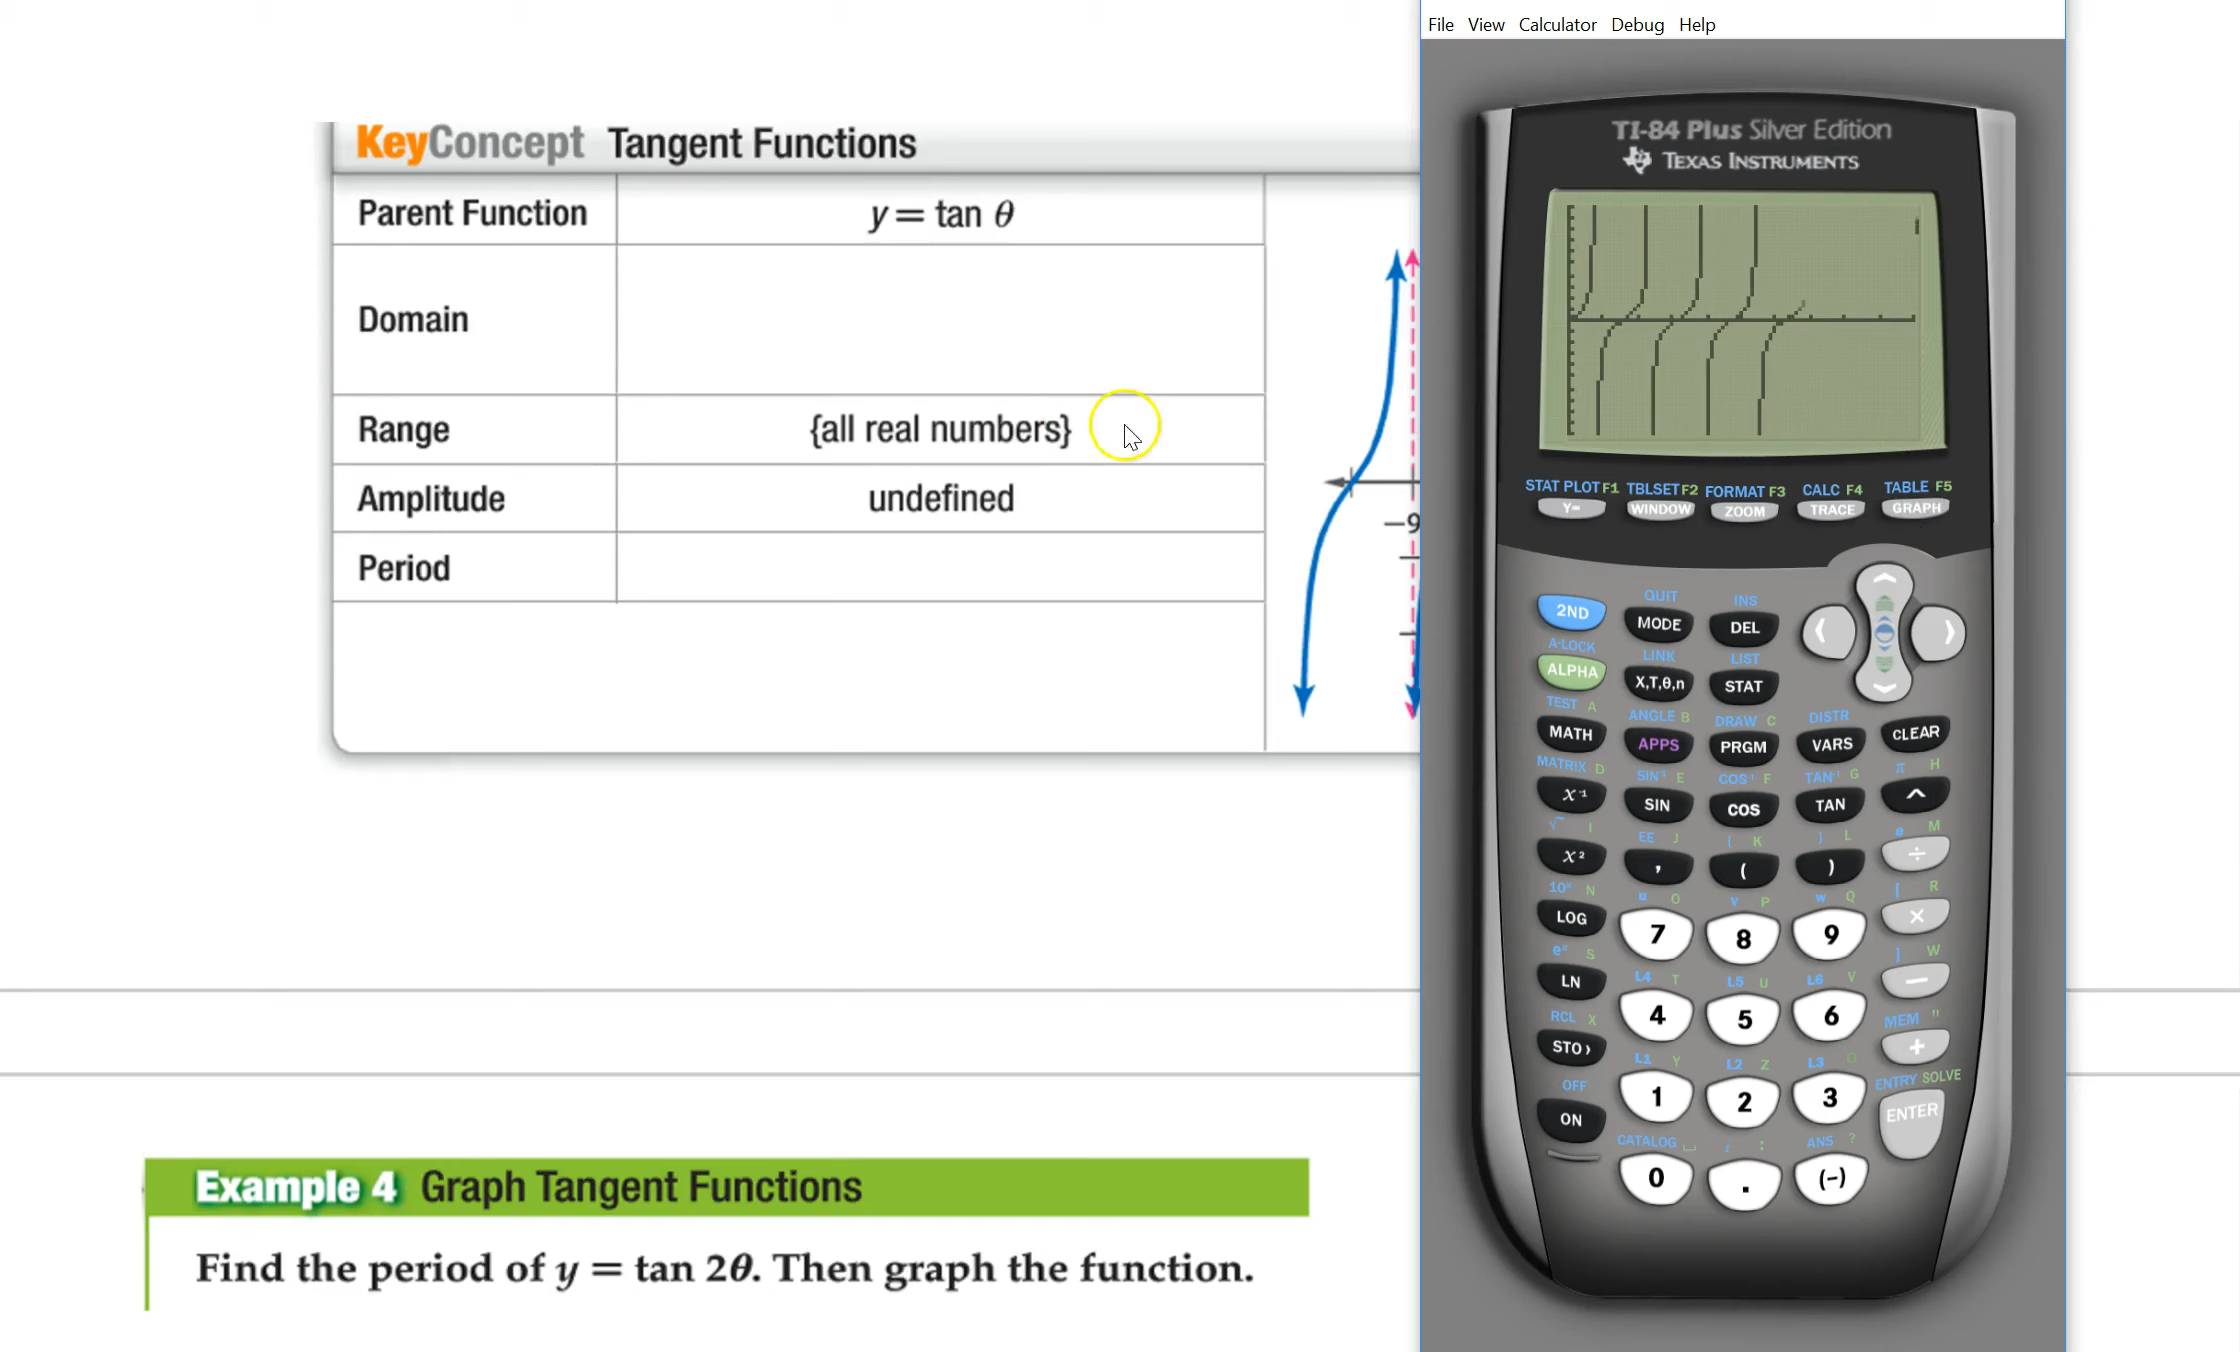 File View Calculator Debug Help
KeyConcept Tangent Functions
Parent Function y = tan θ
Domain
Range {all real numbers}
Amplitude undefined
Period
−9
Example 4 Graph Tangent Functions
Find the period of y = tan 2θ. Then graph the function.
TI-84 Plus Silver Edition
TEXAS INSTRUMENTS
STAT PLOT F1 TBLSET F2 FORMAT F3 CALC F4 TABLE F5
Y= WINDOW ZOOM TRACE GRAPH
QUIT INS
2ND MODE DEL
A-LOCK LINK LIST
ALPHA X,T,θ,n STAT
TEST A ANGLE B DRAW C DISTR
MATH APPS PRGM VARS CLEAR
MATRIX D SIN⁻¹ E COS⁻¹ F TAN⁻¹ G π H
x⁻¹ SIN COS TAN ^
√ I EE J { K } L e M
x² , ( ) ÷
10ˣ N u O v P w Q [ R
LOG 7 8 9 ×
eˣ S L4 T L5 U L6 V ] W
LN 4 5 6 −
RCL X L1 Y L2 Z L3 θ MEM "
STO› 1 2 3 +
OFF ENTRY SOLVE
ON ENTER
CATALOG ⎵ i : ANS ?
0 . (−)